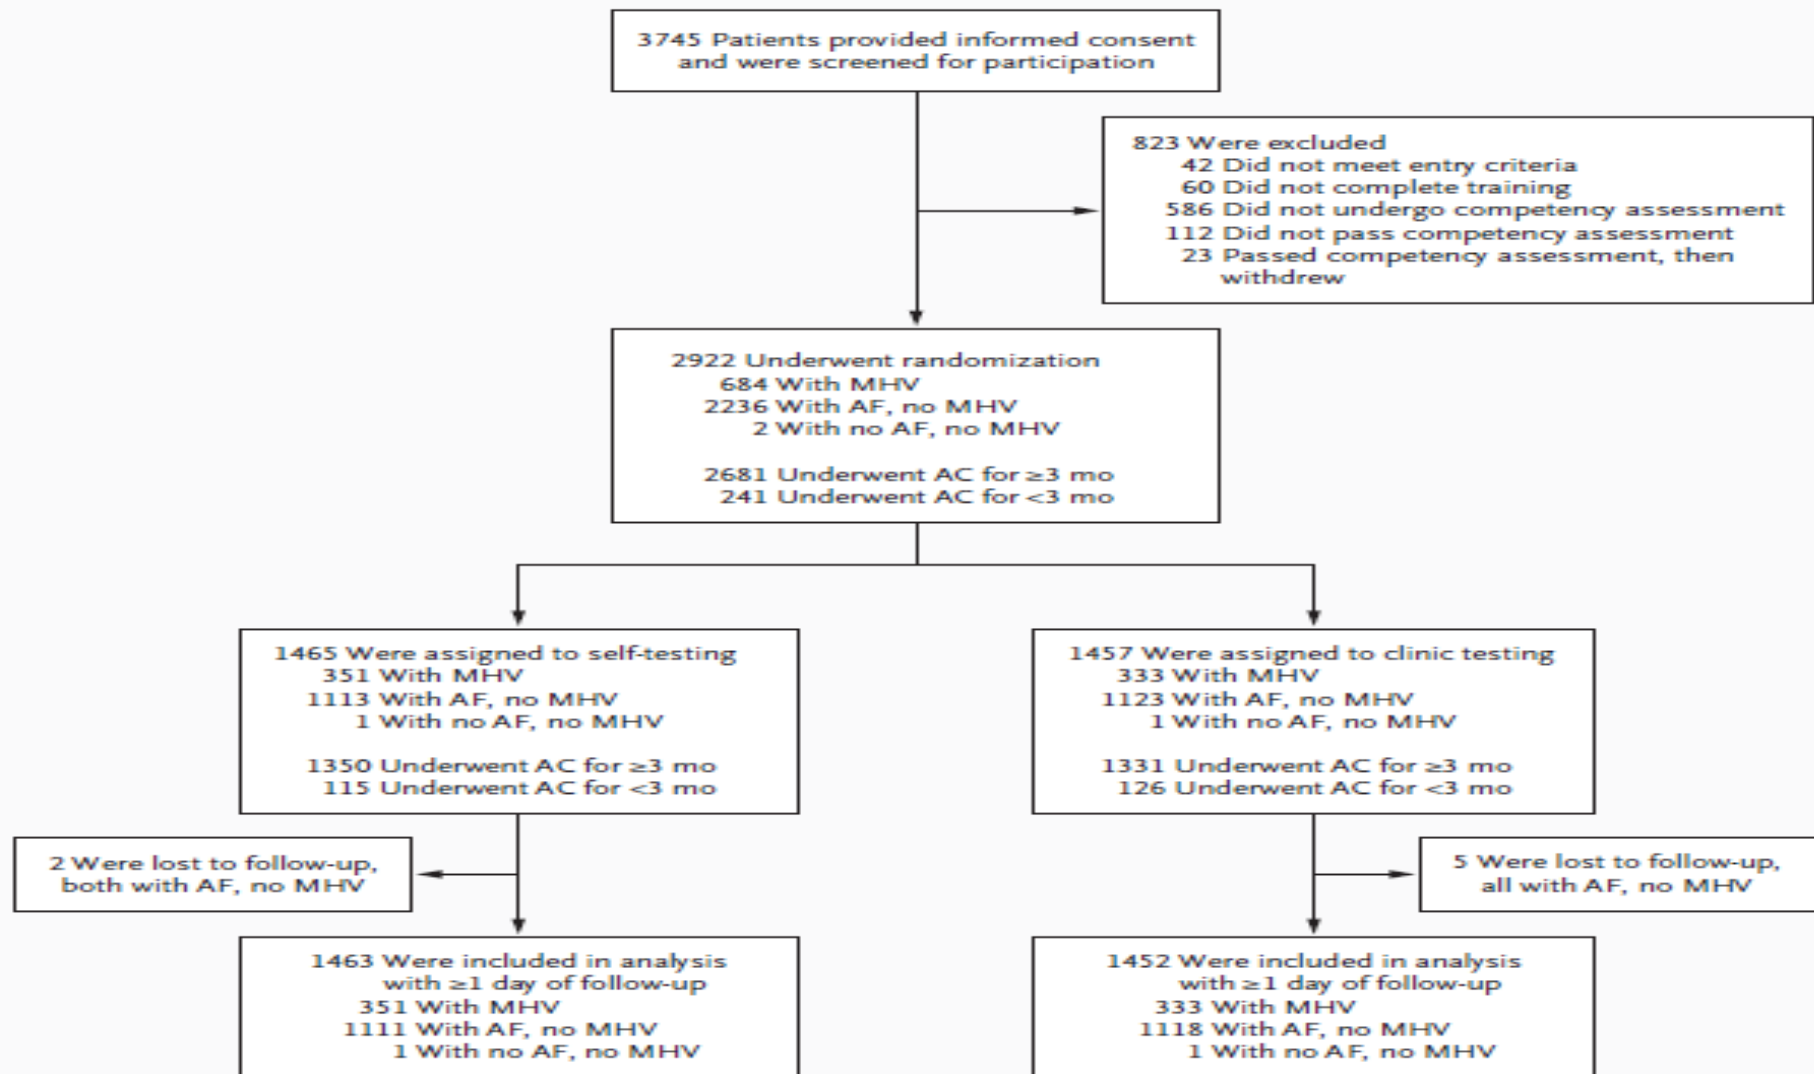 3745 Patients provided informed consent
and were screened for participation
823 Were excluded
42 Did not meet entry criteria
60 Did not complete training
586 Did not undergo competency assessment
112 Did not pass competency assessment
23 Passed competency assessment, then
withdrew
2922 Underwent randomization
684 With MHV
2236 With AF, no MHV
2 With no AF, no MHV
2681 Underwent AC for ≥3 mo
241 Underwent AC for <3 mo
1465 Were assigned to self-testing
351 With MHV
1113 With AF, no MHV
1 With no AF, no MHV
1350 Underwent AC for ≥3 mo
115 Underwent AC for <3 mo
1457 Were assigned to clinic testing
333 With MHV
1123 With AF, no MHV
1 With no AF, no MHV
1331 Underwent AC for ≥3 mo
126 Underwent AC for <3 mo
2 Were lost to follow-up,
both with AF, no MHV
5 Were lost to follow-up,
all with AF, no MHV
1463 Were included in analysis
with ≥1 day of follow-up
351 With MHV
1111 With AF, no MHV
1 With no AF, no MHV
1452 Were included in analysis
with ≥1 day of follow-up
333 With MHV
1118 With AF, no MHV
1 With no AF, no MHV